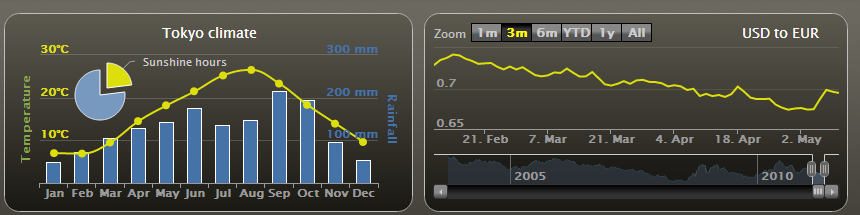 Tokyo climate
30°C
300 mm
Sunshine hours
20°C
200 mm
10°C
100 mm
Temperature
Rainfall
Jan Feb Mar Apr May Jun Jul Aug Sep Oct Nov Dec
Zoom 1m 3m 6m YTD 1y All
USD to EUR
0.7
0.65
21. Feb 7. Mar 21. Mar 4. Apr 18. Apr 2. May
2005 2010